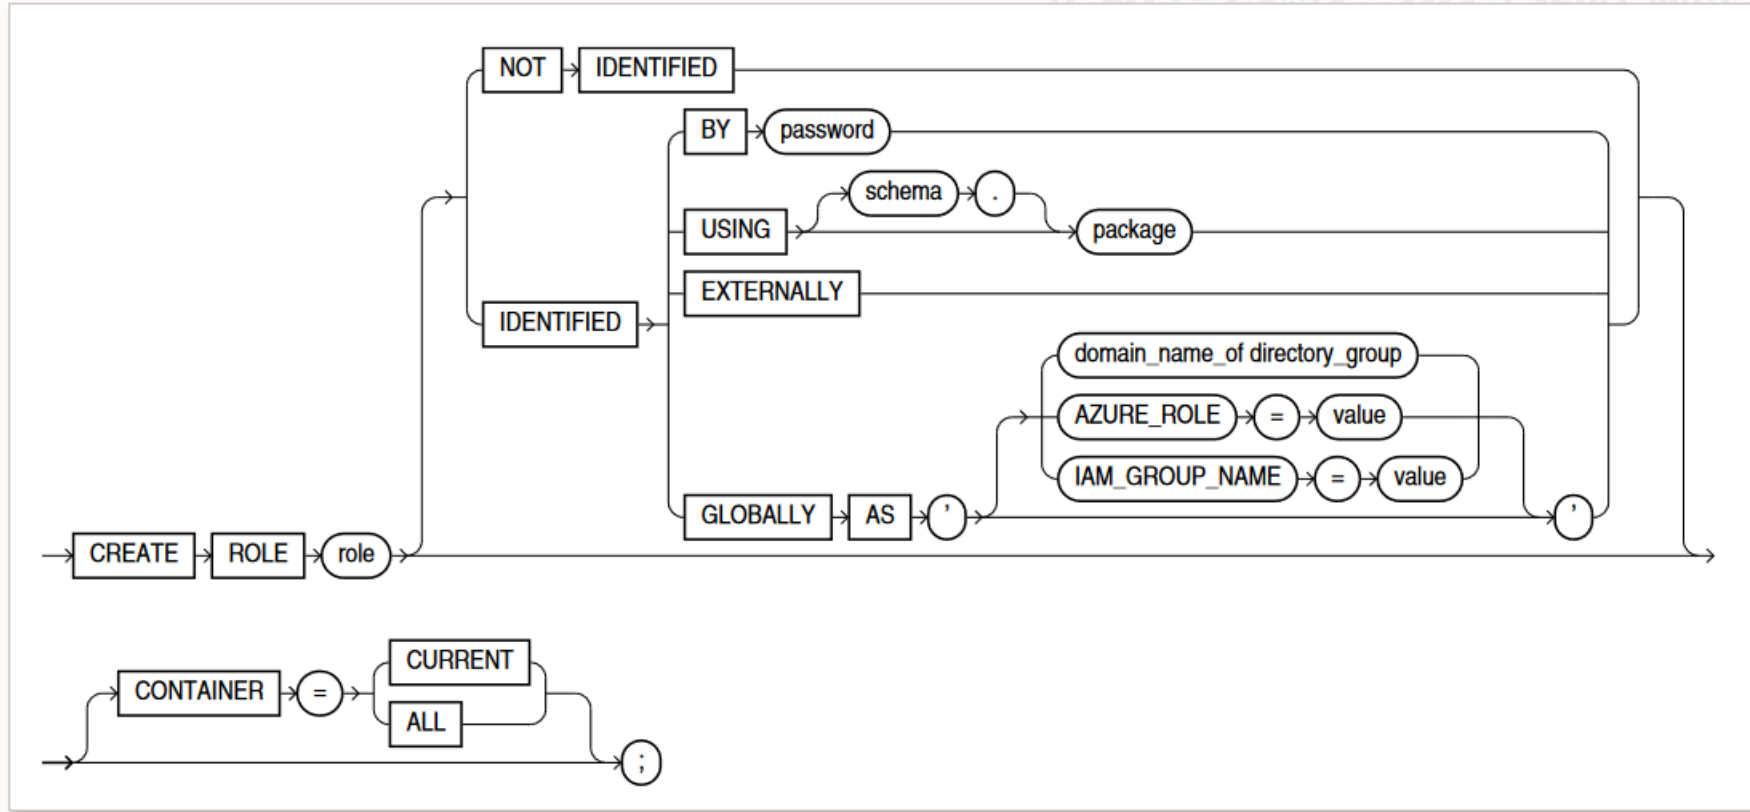 NOT IDENTIFIED
BY password
schema .
USING package
EXTERNALLY
IDENTIFIED
domain_name_of directory_group
AZURE_ROLE = value
IAM_GROUP_NAME = value
GLOBALLY AS ' '
CREATE ROLE role
CURRENT
CONTAINER =
ALL
;